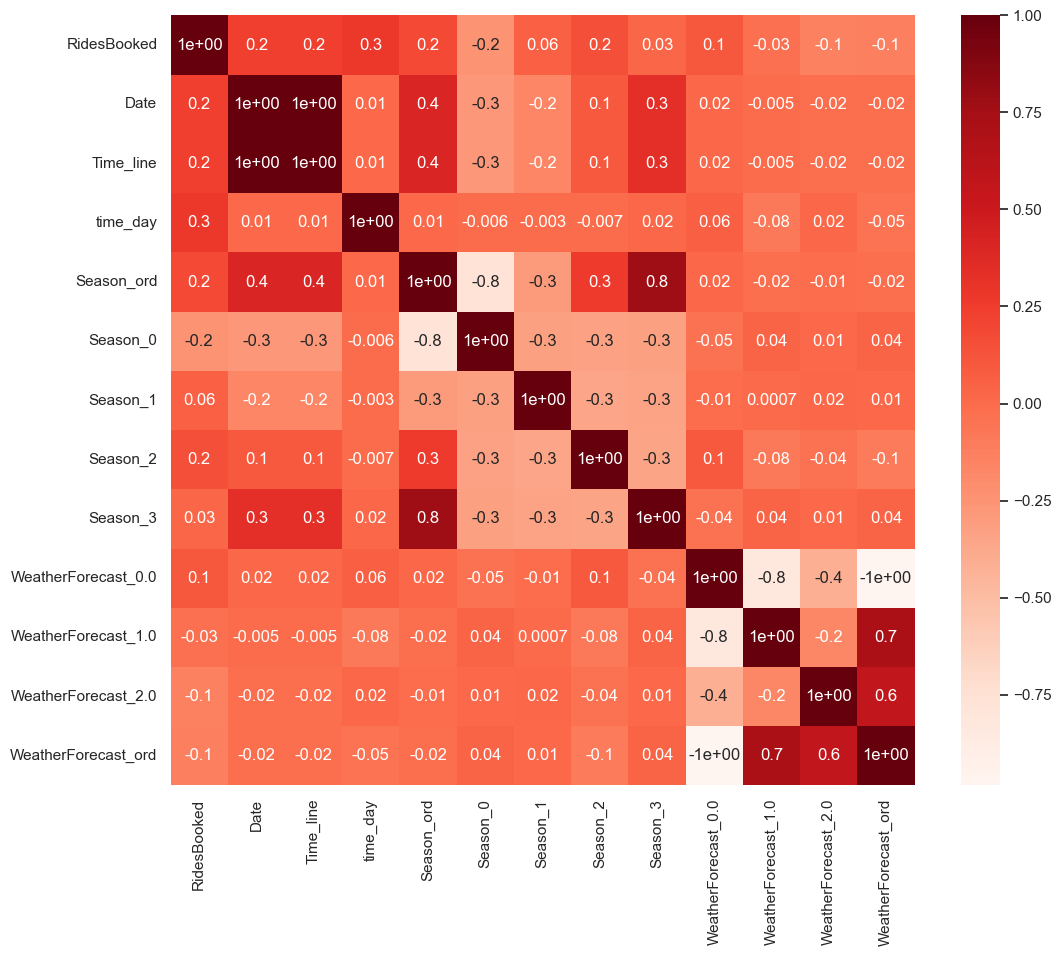 RidesBooked 1e+00 0.2 0.2 0.3 0.2 -0.2 0.06 0.2 0.03 0.1 -0.03 -0.1 -0.1
Date 0.2 1e+00 1e+00 0.01 0.4 -0.3 -0.2 0.1 0.3 0.02 -0.005 -0.02 -0.02
Time_line 0.2 1e+00 1e+00 0.01 0.4 -0.3 -0.2 0.1 0.3 0.02 -0.005 -0.02 -0.02
time_day 0.3 0.01 0.01 1e+00 0.01 -0.006 -0.003 -0.007 0.02 0.06 -0.08 0.02 -0.05
Season_ord 0.2 0.4 0.4 0.01 1e+00 -0.8 -0.3 0.3 0.8 0.02 -0.02 -0.01 -0.02
Season_0 -0.2 -0.3 -0.3 -0.006 -0.8 1e+00 -0.3 -0.3 -0.3 -0.05 0.04 0.01 0.04
Season_1 0.06 -0.2 -0.2 -0.003 -0.3 -0.3 1e+00 -0.3 -0.3 -0.01 0.0007 0.02 0.01
Season_2 0.2 0.1 0.1 -0.007 0.3 -0.3 -0.3 1e+00 -0.3 0.1 -0.08 -0.04 -0.1
Season_3 0.03 0.3 0.3 0.02 0.8 -0.3 -0.3 -0.3 1e+00 -0.04 0.04 0.01 0.04
WeatherForecast_0.0 0.1 0.02 0.02 0.06 0.02 -0.05 -0.01 0.1 -0.04 1e+00 -0.8 -0.4 -1e+00
WeatherForecast_1.0 -0.03 -0.005 -0.005 -0.08 -0.02 0.04 0.0007 -0.08 0.04 -0.8 1e+00 -0.2 0.7
WeatherForecast_2.0 -0.1 -0.02 -0.02 0.02 -0.01 0.01 0.02 -0.04 0.01 -0.4 -0.2 1e+00 0.6
WeatherForecast_ord -0.1 -0.02 -0.02 -0.05 -0.02 0.04 0.01 -0.1 0.04 -1e+00 0.7 0.6 1e+00
RidesBooked
Date
Time_line
time_day
Season_ord
Season_0
Season_1
Season_2
Season_3
WeatherForecast_0.0
WeatherForecast_1.0
WeatherForecast_2.0
WeatherForecast_ord
1.00
0.75
0.50
0.25
0.00
−0.25
−0.50
−0.75